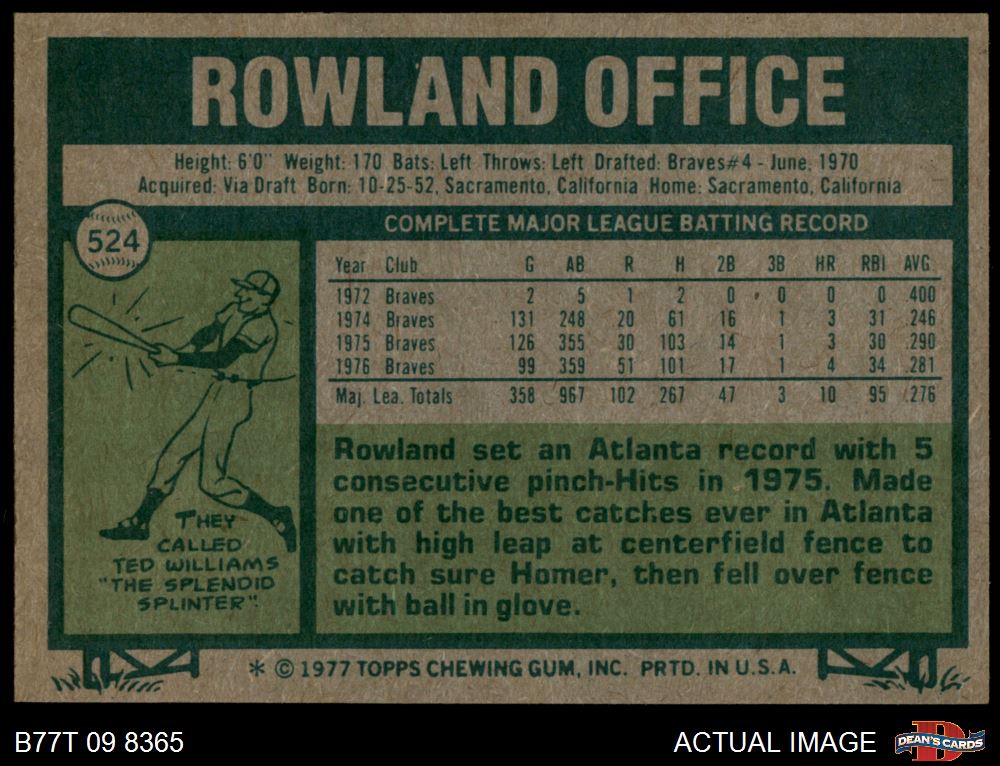 ROWLAND OFFICE
Height: 6'0" Weight: 170 Bats: Left Throws: Left Drafted: Braves#4 - June, 1970
Acquired: Via Draft Born: 10-25-52, Sacramento, California Home: Sacramento, California
524
COMPLETE MAJOR LEAGUE BATTING RECORD
Year Club G AB R H 2B 3B HR RBI AVG.
1972 Braves 2 5 1 2 0 0 0 0 .400
1974 Braves 131 248 20 61 16 1 3 31 .246
1975 Braves 126 355 30 103 14 1 3 30 .290
1976 Braves 99 359 51 101 17 1 4 34 .281
Maj. Lea. Totals 358 967 102 267 47 3 10 95 .276
THEY
CALLED
TED WILLIAMS
"THE SPLENDID
SPLINTER".
Rowland set an Atlanta record with 5
consecutive pinch-Hits in 1975. Made
one of the best catches ever in Atlanta
with high leap at centerfield fence to
catch sure Homer, then fell over fence
with ball in glove.
* © 1977 TOPPS CHEWING GUM, INC. PRTD. IN U.S.A.
B77T 09 8365
ACTUAL IMAGE
D
DEAN'S CARDS